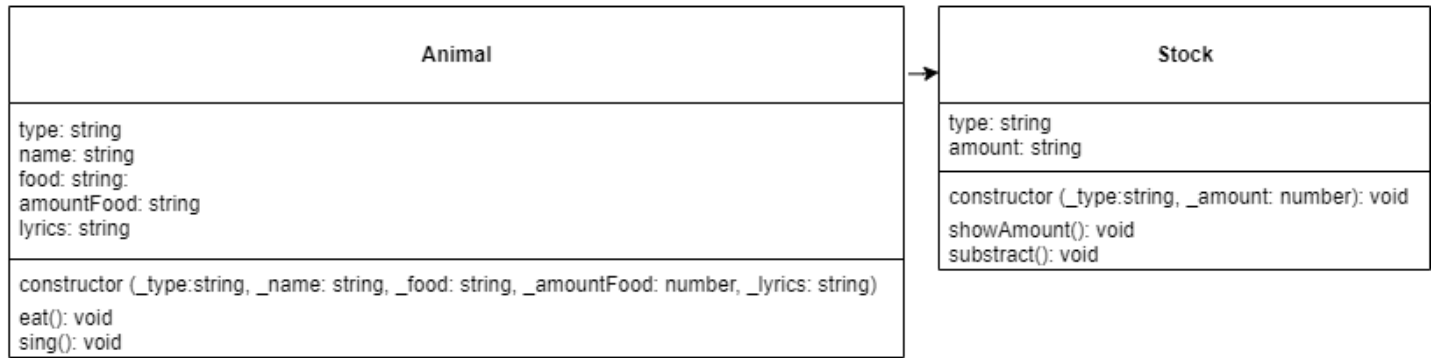 Animal
type: string
name: string
food: string:
amountFood: string
lyrics: string
constructor (_type:string, _name: string, _food: string, _amountFood: number, _lyrics: string)
eat(): void
sing(): void
Stock
type: string
amount: string
constructor (_type:string, _amount: number): void
showAmount(): void
substract(): void